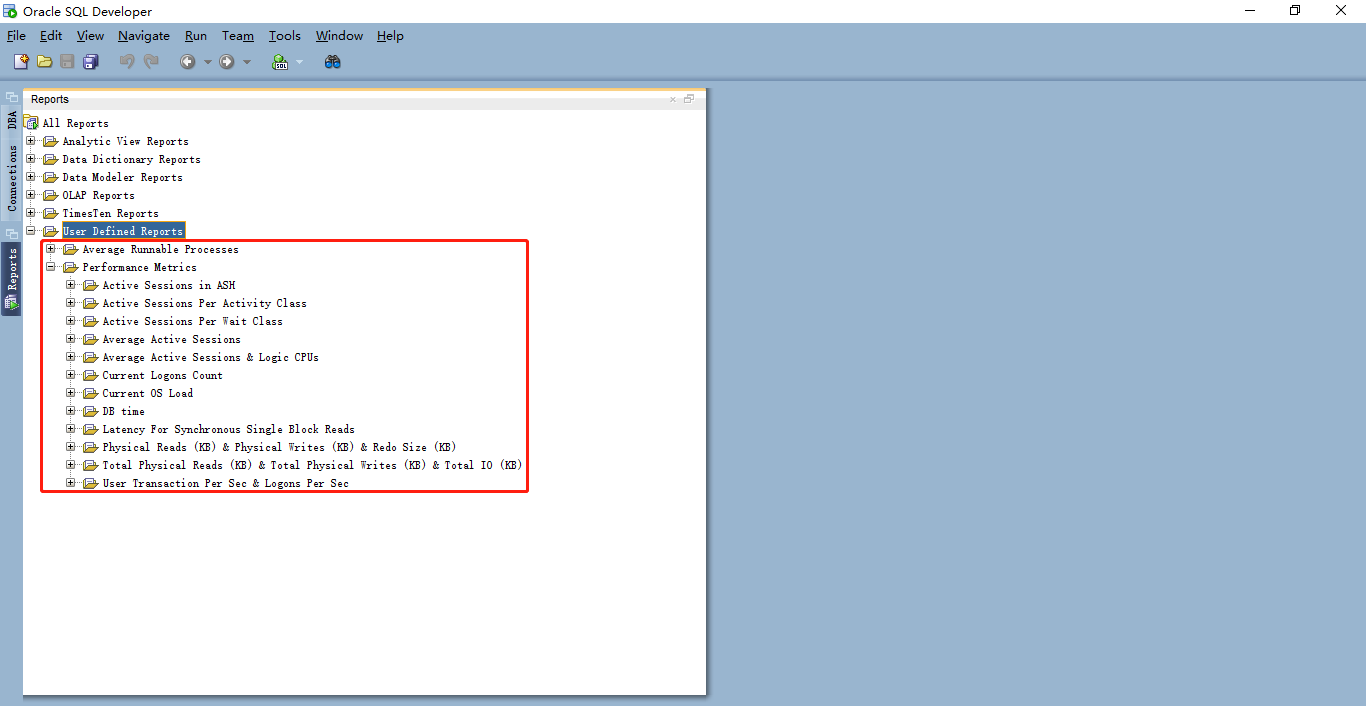 Oracle SQL Developer
File Edit View Navigate Run Team Tools Window Help
SQL
Connections DBA
Reports
Reports
All Reports
Analytic View Reports
Data Dictionary Reports
Data Modeler Reports
OLAP Reports
TimesTen Reports
User Defined Reports
Average Runnable Processes
Performance Metrics
Active Sessions in ASH
Active Sessions Per Activity Class
Active Sessions Per Wait Class
Average Active Sessions
Average Active Sessions & Logic CPUs
Current Logons Count
Current OS Load
DB time
Latency For Synchronous Single Block Reads
Physical Reads (KB) & Physical Writes (KB) & Redo Size (KB)
Total Physical Reads (KB) & Total Physical Writes (KB) & Total IO (KB)
User Transaction Per Sec & Logons Per Sec